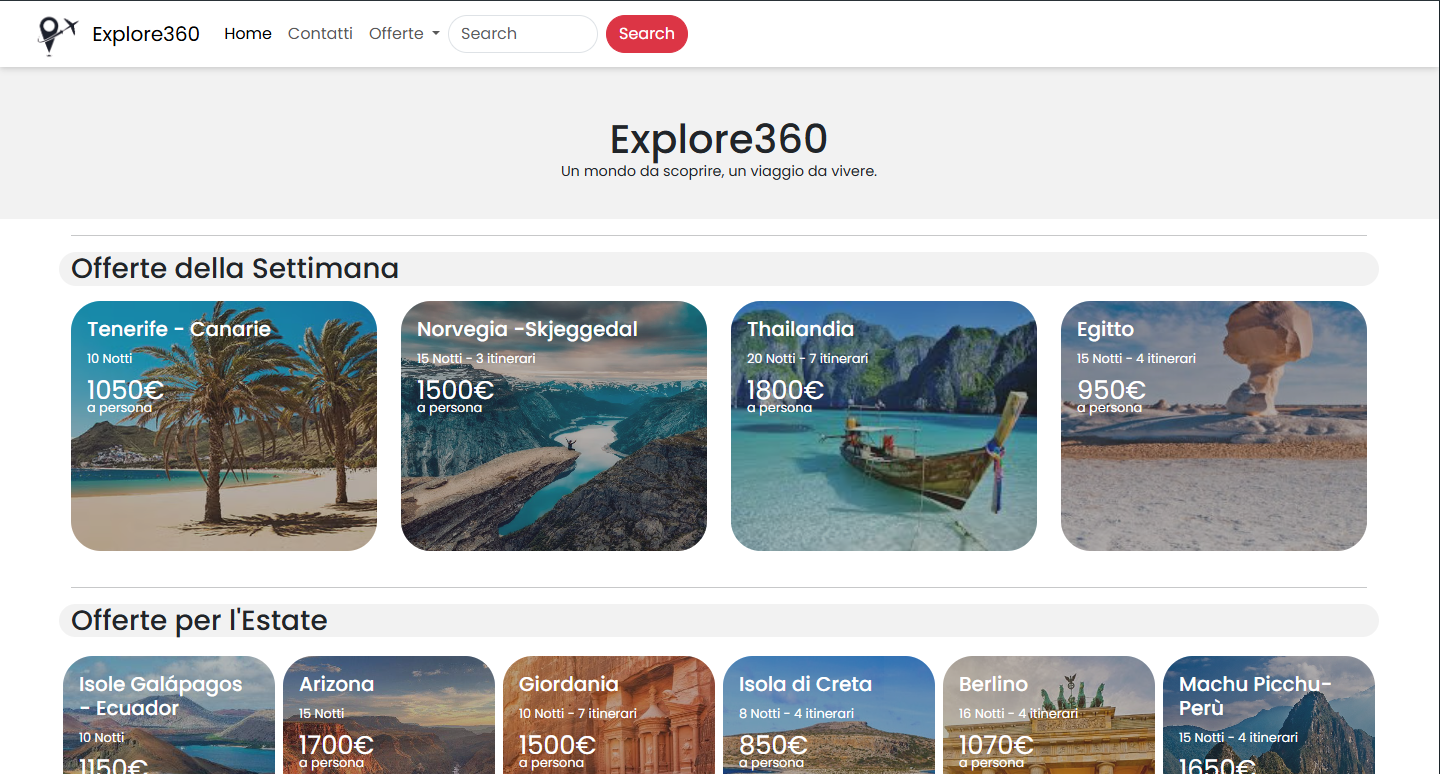 Explore360 Home Contatti Offerte Search Search
Explore360
Un mondo da scoprire, un viaggio da vivere.
Offerte della Settimana
Tenerife - Canarie
10 Notti
1050€
a persona
Norvegia -Skjeggedal
15 Notti - 3 itinerari
1500€
a persona
Thailandia
20 Notti - 7 itinerari
1800€
a persona
Egitto
15 Notti - 4 itinerari
950€
a persona
Offerte per l'Estate
Isole Galápagos
- Ecuador
10 Notti
1150€
Arizona
15 Notti
1700€
a persona
Giordania
10 Notti - 7 itinerari
1500€
a persona
Isola di Creta
8 Notti - 4 itinerari
850€
a persona
Berlino
16 Notti - 4 itinerari
1070€
a persona
Machu Picchu-
Perù
15 Notti - 4 itinerari
1650€